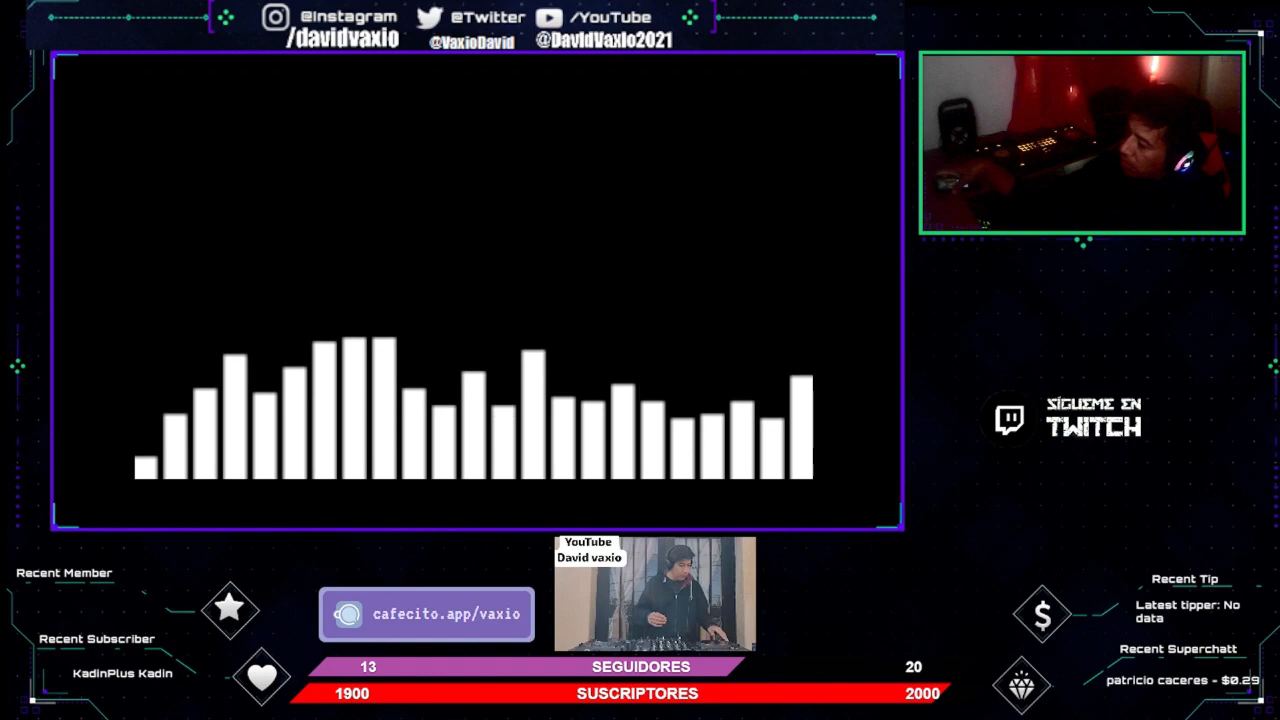 @Instagram
/davidvaxio
@Twitter
@VaxioDavid
/YouTube
@DavidVaxio2021
SÍGUEME EN
TWITCH
YouTube
David vaxio
Recent Member
cafecito.app/vaxio
Recent Subscriber
KadinPlus Kadin
Recent Tip
Latest tipper: No
data
Recent Superchatt
patricio caceres - $0.29
13 SEGUIDORES 20
1900 SUSCRIPTORES 2000